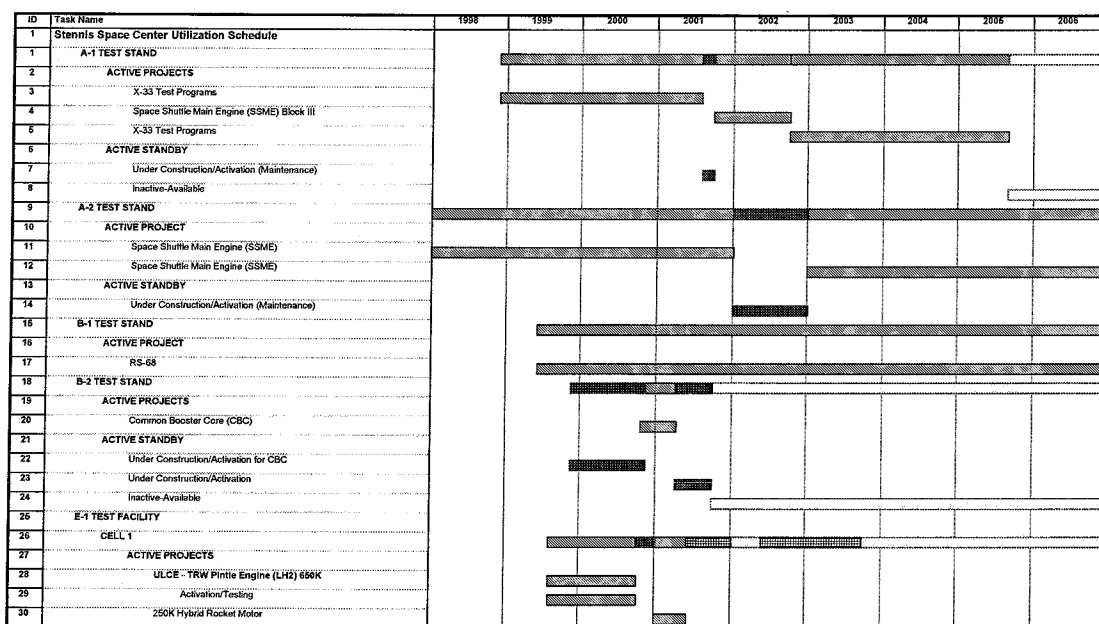 ID Task Name 1998 1999 2000 2001 2002 2003 2004 2005 2006
1 Stennis Space Center Utilization Schedule
1 A-1 TEST STAND
2 ACTIVE PROJECTS
3 X-33 Test Programs
4 Space Shuttle Main Engine (SSME) Block III
5 X-33 Test Programs
6 ACTIVE STANDBY
7 Under Construction/Activation (Maintenance)
8 Inactive-Available
9 A-2 TEST STAND
10 ACTIVE PROJECT
11 Space Shuttle Main Engine (SSME)
12 Space Shuttle Main Engine (SSME)
13 ACTIVE STANDBY
14 Under Construction/Activation (Maintenance)
15 B-1 TEST STAND
16 ACTIVE PROJECT
17 RS-68
18 B-2 TEST STAND
19 ACTIVE PROJECTS
20 Common Booster Core (CBC)
21 ACTIVE STANDBY
22 Under Construction/Activation for CBC
23 Under Construction/Activation
24 Inactive-Available
25 E-1 TEST FACILITY
26 CELL 1
27 ACTIVE PROJECTS
28 ULCE - TRW Pintle Engine (LH2) 650K
29 Activation/Testing
30 250K Hybrid Rocket Motor